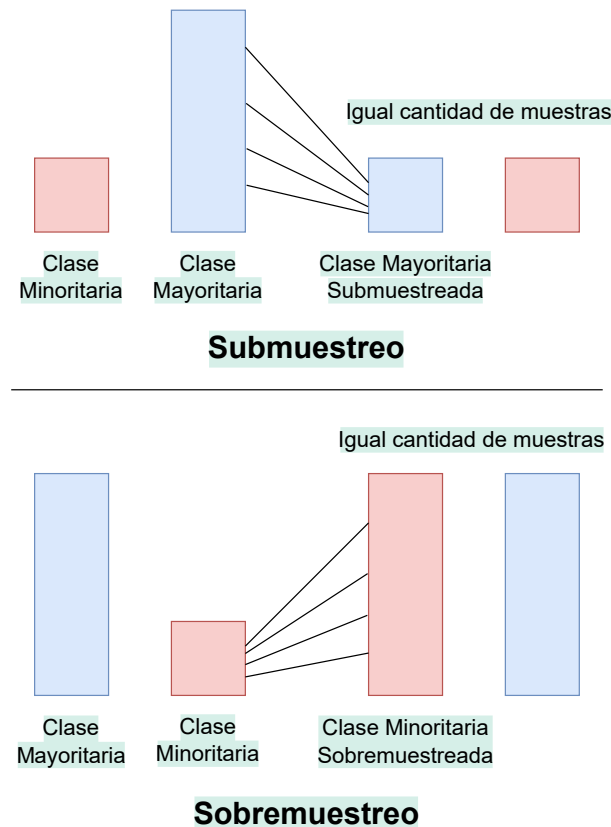 Igual cantidad de muestras
Clase
Minoritaria
Clase
Mayoritaria
Clase Mayoritaria
Submuestreada
Submuestreo
Igual cantidad de muestras
Clase
Mayoritaria
Clase
Minoritaria
Clase Minoritaria
Sobremuestreada
Sobremuestreo